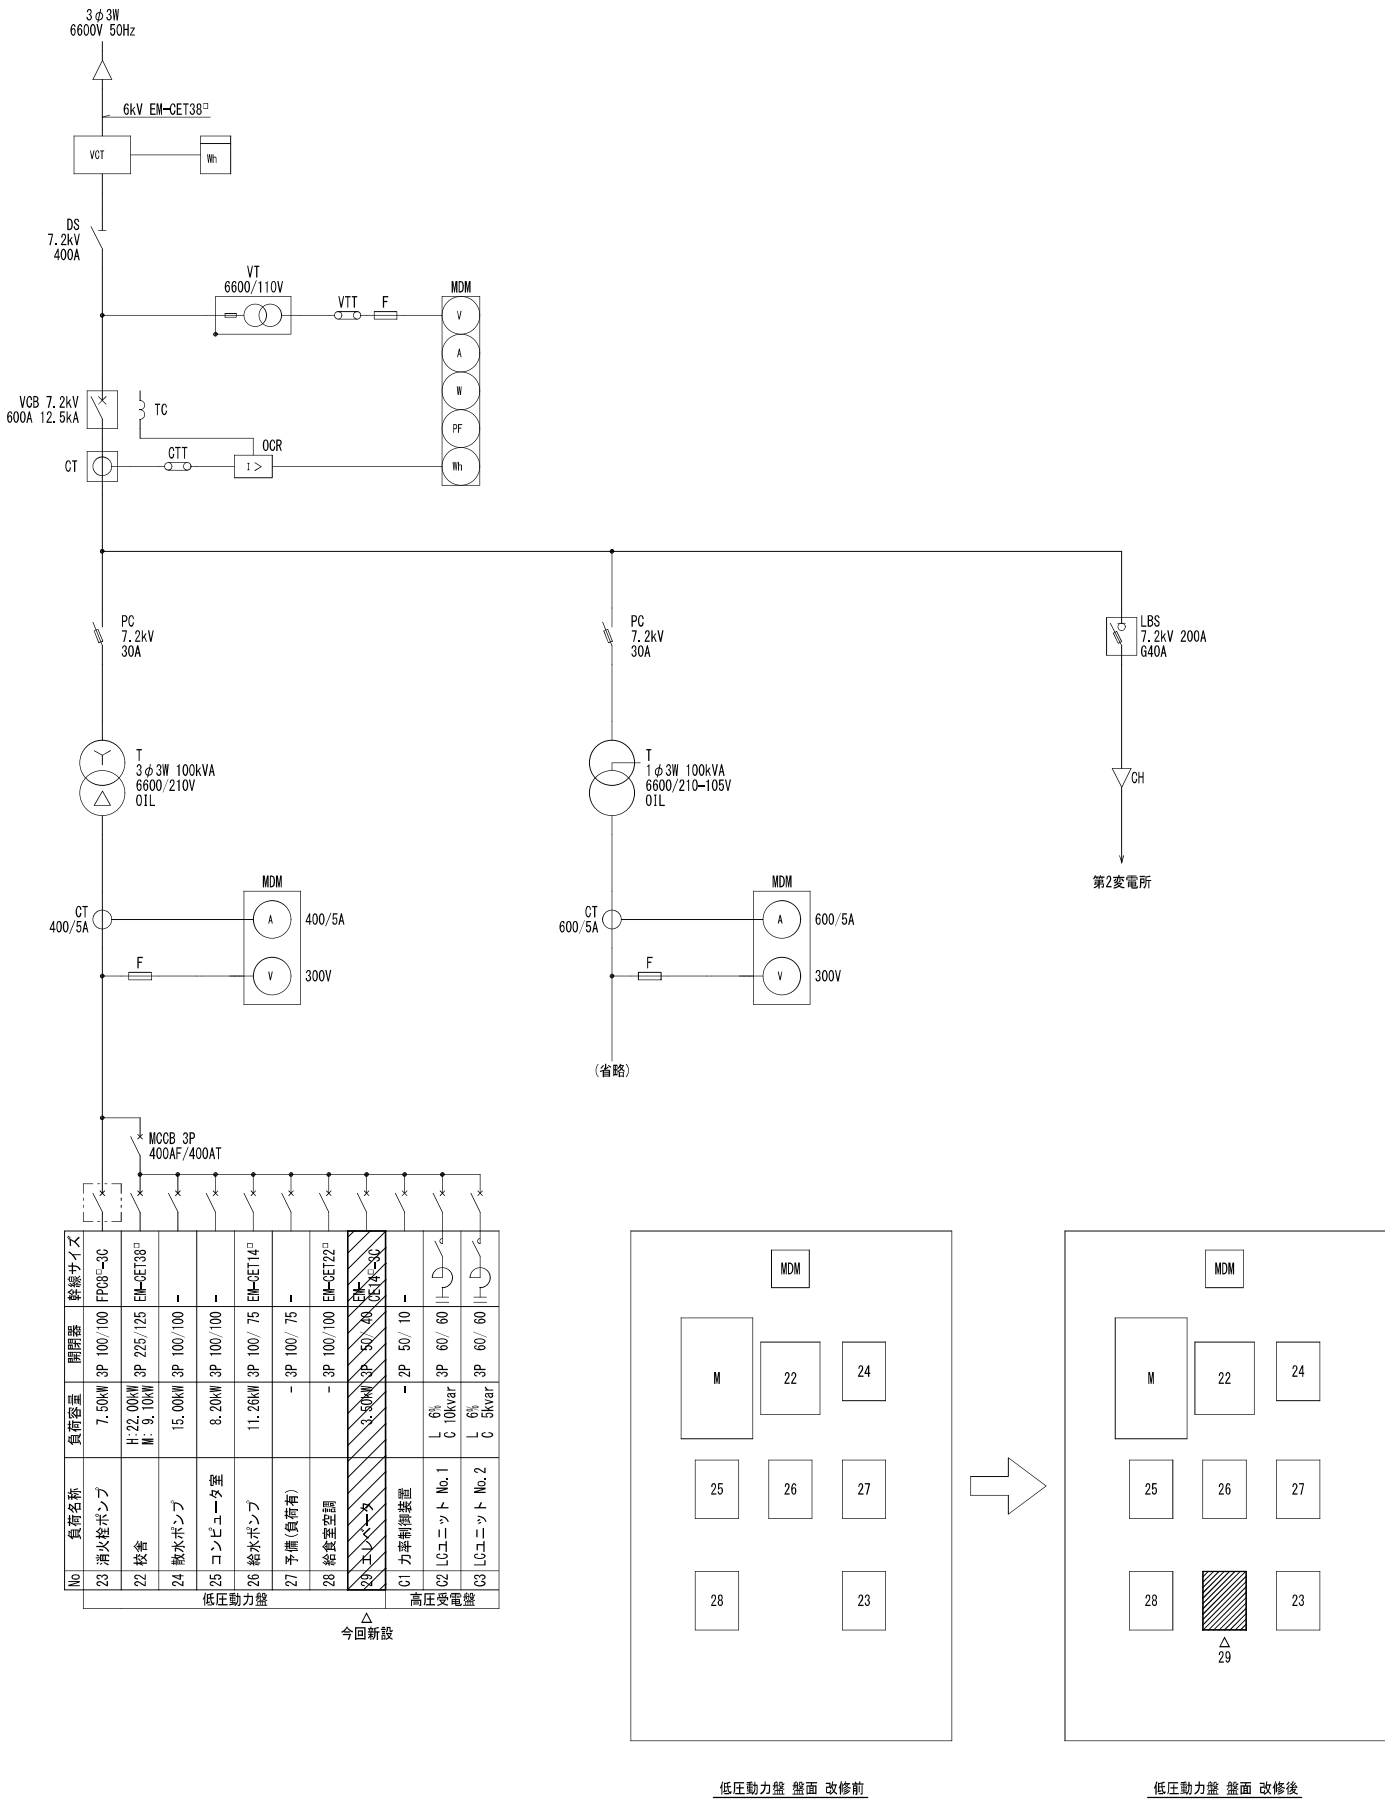 3φ3W
6600V 50Hz
6kV EM-CET38□
VCT
Wh
DS
7.2kV
400A
VT
6600/110V
VTT
F
MDM
V
A
W
PF
Wh
VCB 7.2kV
600A 12.5kA
TC
OCR
CT
CTT
I >
PC
7.2kV
30A
PC
7.2kV
30A
LBS
7.2kV 200A
G40A
T
3φ3W 100kVA
6600/210V
OIL
T
1φ3W 100kVA
6600/210-105V
OIL
CH
第2変電所
MDM
CT
400/5A
A
400/5A
F
V
300V
MDM
CT
600/5A
A
600/5A
F
V
300V
(省略)
MCCB 3P
400AF/400AT
No 負荷名称 負荷容量 開閉器 幹線サイズ
23 消火栓ポンプ 7.50kW 3P 100/100 FPC8□-3C
22 校舎 H:22.00kW M: 9.10kW 3P 225/125 EM-CET38□
24 散水ポンプ 15.00kW 3P 100/100 -
25 コンピュータ室 8.20kW 3P 100/100 -
26 給水ポンプ 11.26kW 3P 100/ 75 EM-CET14□
27 予備(負荷有) - 3P 100/ 75 -
28 給食室空調 - 3P 100/100 EM-CET22□
29 エレベータ 3.50kW 3P 50/ 40 EM-CE14□-3C
C1 力率制御装置 - 2P 50/ 10 -
C2 LCユニット No.1 L 6% C 10kvar 3P 60/ 60
C3 LCユニット No.2 L 6% C 5kvar 3P 60/ 60
低圧動力盤
高圧受電盤
今回新設
MDM
M
22
24
25
26
27
28
23
低圧動力盤 盤面 改修前
MDM
M
22
24
25
26
27
28
23
29
低圧動力盤 盤面 改修後